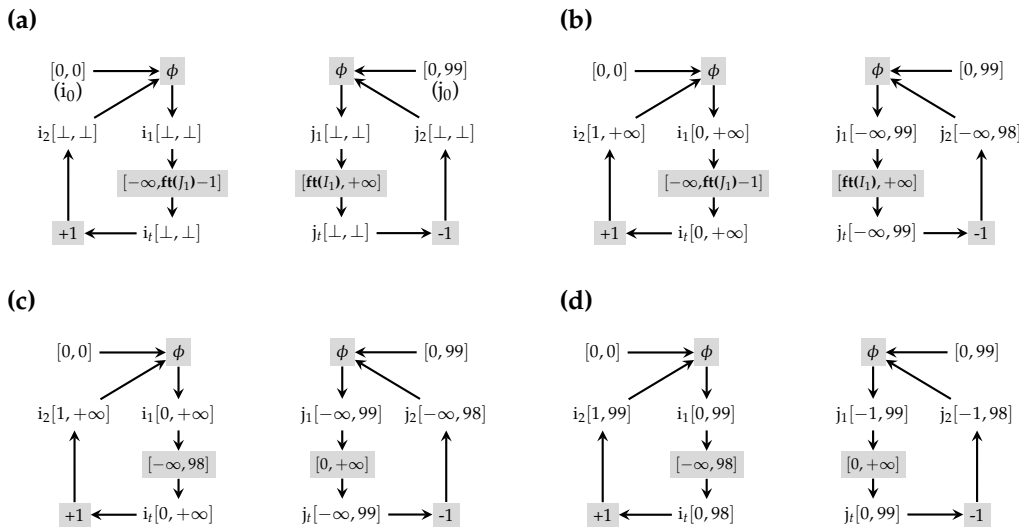 (a)
[0, 0] ϕ ϕ [0, 99]
(i₀) (j₀)
i₂[⊥, ⊥] i₁[⊥, ⊥] j₁[⊥, ⊥] j₂[⊥, ⊥]
[−∞,ft(J₁)−1] [ft(I₁), +∞]
+1 iₜ[⊥, ⊥] jₜ[⊥, ⊥] -1
(b)
[0, 0] ϕ ϕ [0, 99]
i₂[1, +∞] i₁[0, +∞] j₁[−∞, 99] j₂[−∞, 98]
[−∞,ft(J₁)−1] [ft(I₁), +∞]
+1 iₜ[0, +∞] jₜ[−∞, 99] -1
(c)
[0, 0] ϕ ϕ [0, 99]
i₂[1, +∞] i₁[0, +∞] j₁[−∞, 99] j₂[−∞, 98]
[−∞, 98] [0, +∞]
+1 iₜ[0, +∞] jₜ[−∞, 99] -1
(d)
[0, 0] ϕ ϕ [0, 99]
i₂[1, 99] i₁[0, 99] j₁[−1, 99] j₂[−1, 98]
[−∞, 98] [0, +∞]
+1 iₜ[0, 98] jₜ[0, 99] -1